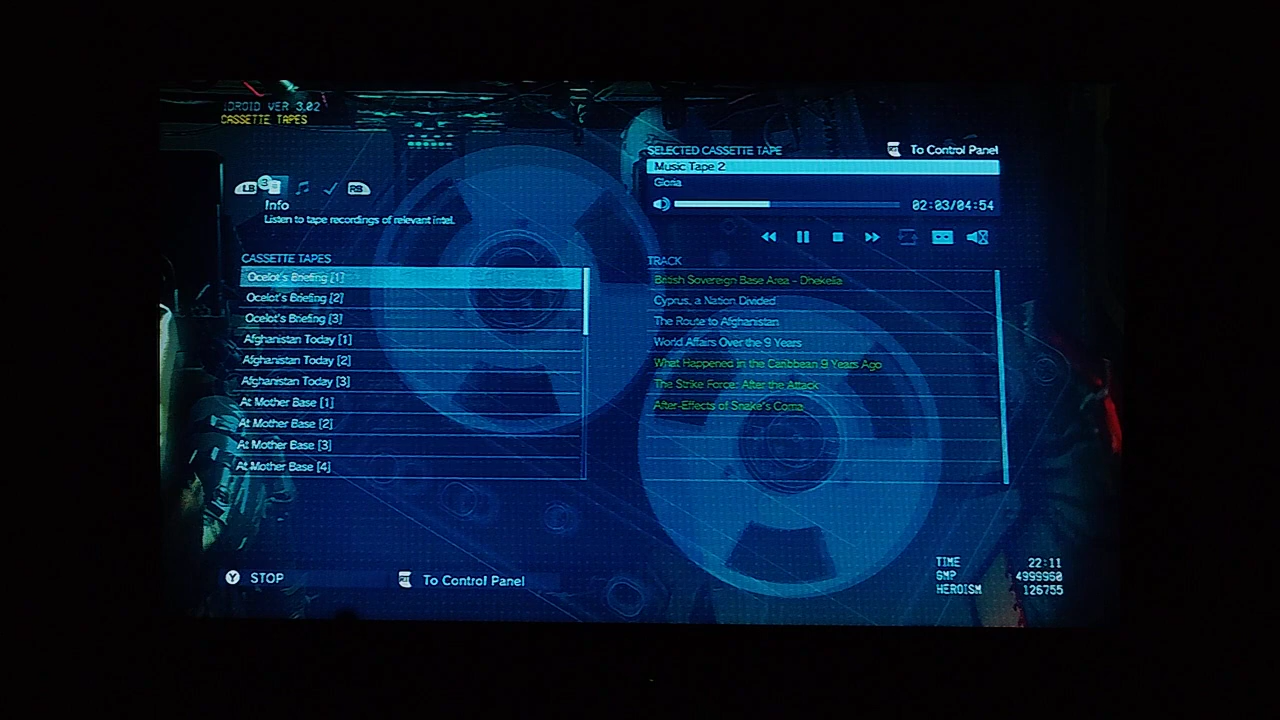 iDROID VER 3.02
CASSETTE TAPES
SELECTED CASSETTE TAPE
To Control Panel
Music Tape 2
Gloria
02:03/04:54
LB
3
RB
Info
Listen to tape recordings of relevant intel.
CASSETTE TAPES
Ocelot's Briefing [1]
Ocelot's Briefing [2]
Ocelot's Briefing [3]
Afghanistan Today [1]
Afghanistan Today [2]
Afghanistan Today [3]
At Mother Base [1]
At Mother Base [2]
At Mother Base [3]
At Mother Base [4]
TRACK
British Sovereign Base Area - Dhekelia
Cyprus, a Nation Divided
The Route to Afghanistan
World Affairs Over the 9 Years
What Happened in the Caribbean 9 Years Ago
The Strike Force: After the Attack
After-Effects of Snake's Coma
Y STOP
To Control Panel
TIME 22:11
GMP 4999960
HEROISM 126755